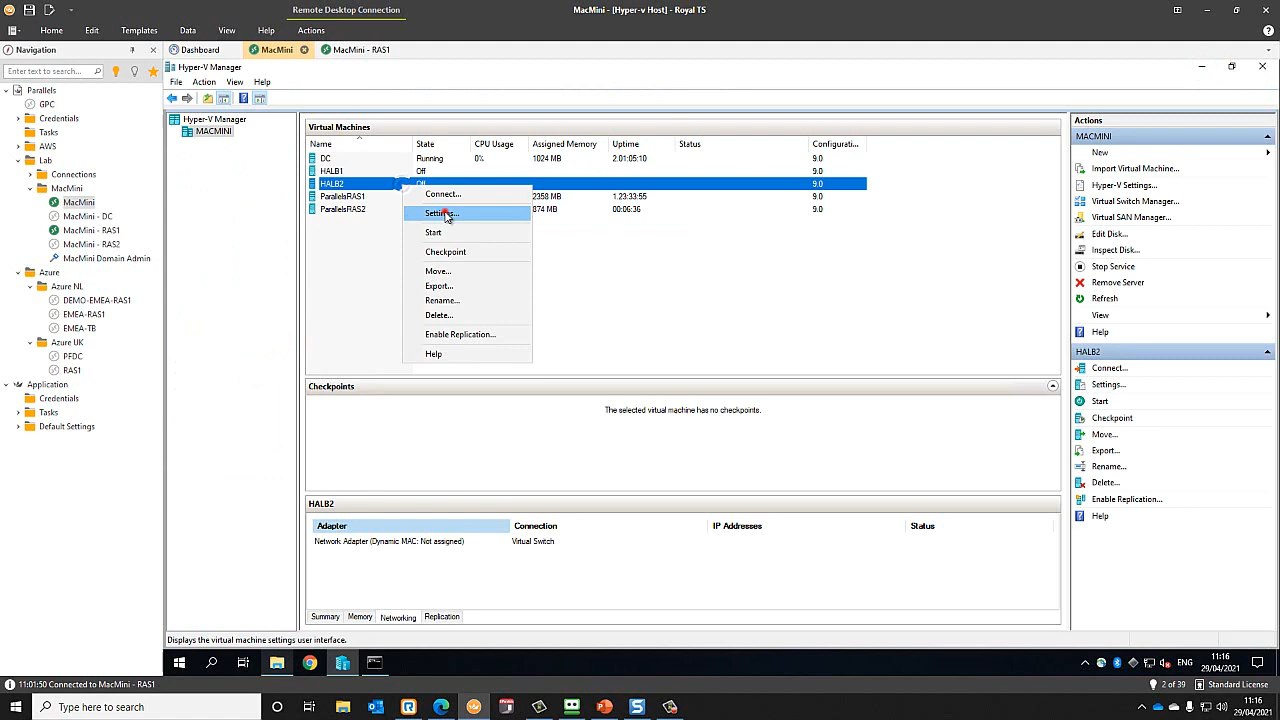 Remote Desktop Connection
MacMini - [Hyper-v Host] - Royal TS
Home Edit Templates Data View Help Actions
Navigation
Dashboard MacMini MacMini - RAS1
Enter text to search...
Parallels
GPC
Credentials
Tasks
AWS
Lab
Connections
MacMini
MacMini
MacMini - DC
MacMini - RAS1
MacMini - RAS2
MacMini Domain Admin
Azure
Azure NL
DEMO-EMEA-RAS1
EMEA-RAS1
EMEA-TB
Azure UK
PFDC
RAS1
Application
Credentials
Tasks
Default Settings
Hyper-V Manager
File Action View Help
Hyper-V Manager
MACMINI
Virtual Machines
Name State CPU Usage Assigned Memory Uptime Status Configurati...
DC Running 0% 1024 MB 2.01:05:10 9.0
HALB1 Off 9.0
HALB2 Off 9.0
ParallelsRAS1 2358 MB 1.23:33:55 9.0
ParallelsRAS2 874 MB 00:06:36 9.0
Connect...
Settings...
Start
Checkpoint
Move...
Export...
Rename...
Delete...
Enable Replication...
Help
Checkpoints
The selected virtual machine has no checkpoints.
HALB2
Adapter Connection IP Addresses Status
Network Adapter (Dynamic MAC: Not assigned) Virtual Switch
Summary Memory Networking Replication
Displays the virtual machine settings user interface.
Actions
MACMINI
New
Import Virtual Machine...
Hyper-V Settings...
Virtual Switch Manager...
Virtual SAN Manager...
Edit Disk...
Inspect Disk...
Stop Service
Remove Server
Refresh
View
Help
HALB2
Connect...
Settings...
Start
Checkpoint
Move...
Export...
Rename...
Delete...
Enable Replication...
Help
ENG
11:16
29/04/2021
11:01:50 Connected to MacMini - RAS1
2 of 39 Standard License
Type here to search
ENG
11:16
29/04/2021